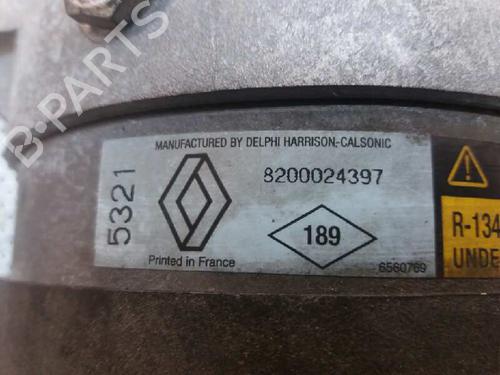 B-PARTS
MANUFACTURED BY DELPHI HARRISON-CALSONIC
5321
8200024397
189
Printed in France
6560769
R-134
UNDE